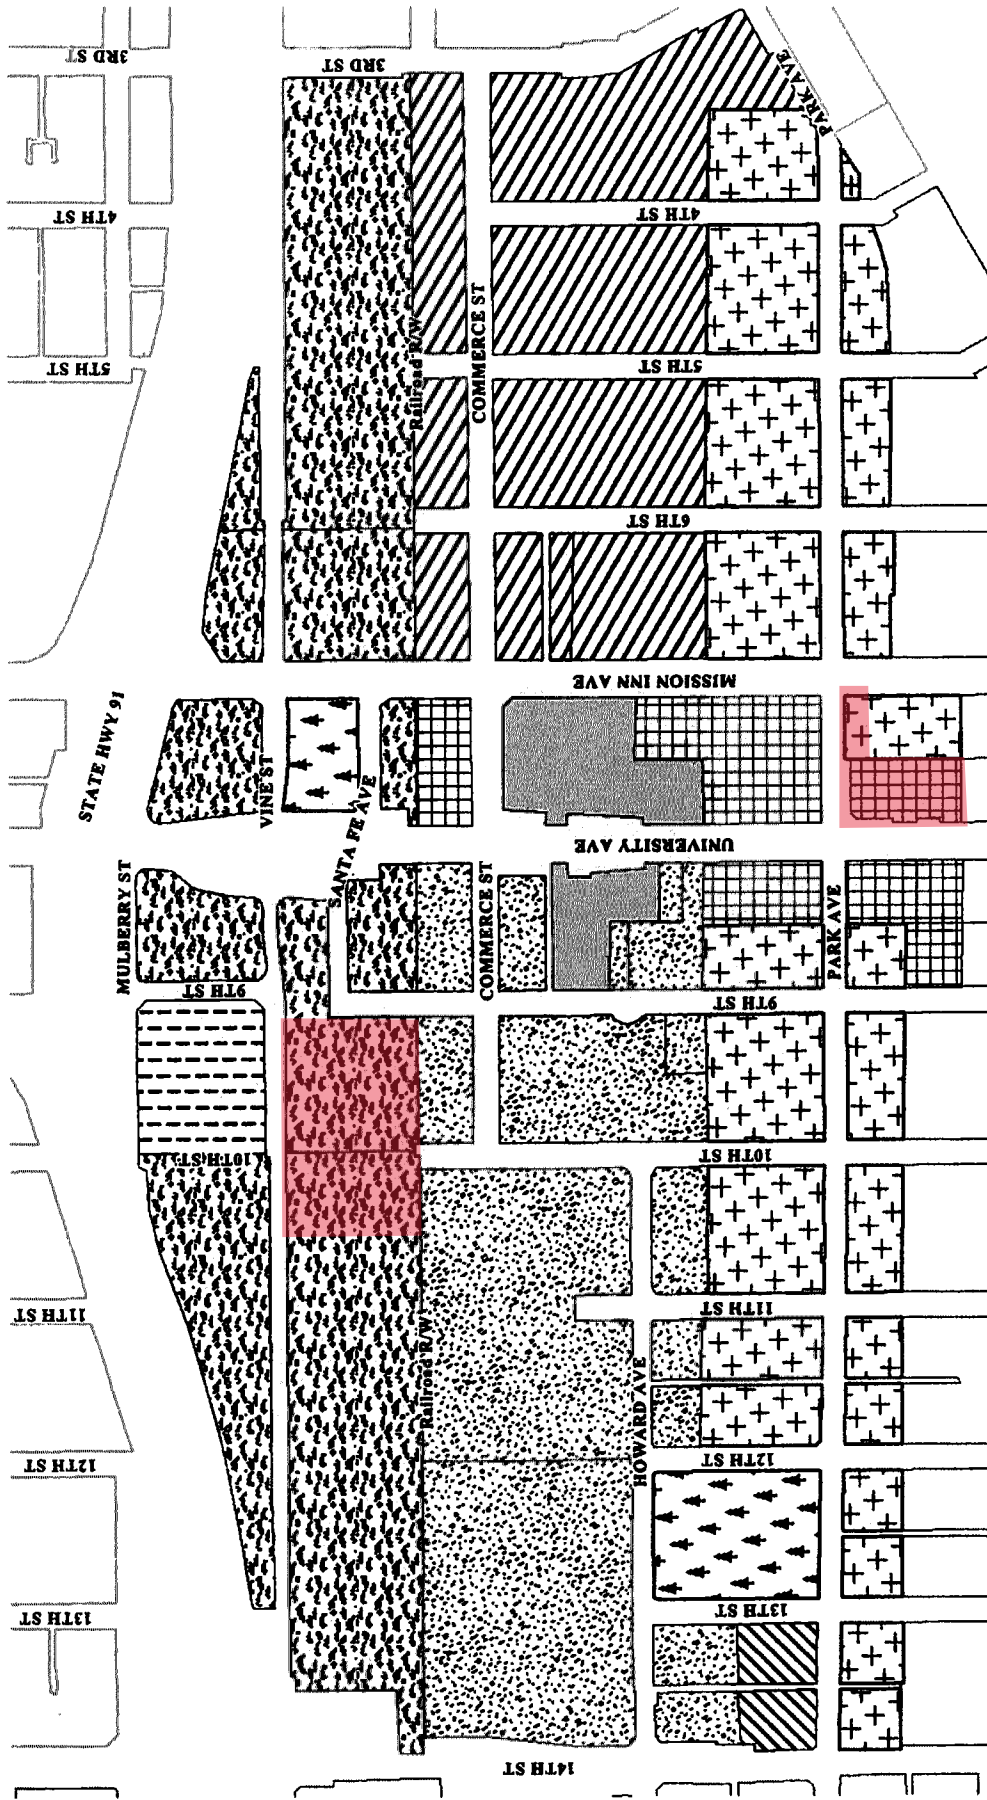 3RD ST
3RD ST
PARK AVE
PARK AVE
4TH ST
4TH ST
COMMERCE ST
Railroad R/W
5TH ST
5TH ST
6TH ST
MISSION INN AVE
STATE HWY 91
VINE ST
SANTA FE AVE
UNIVERSITY AVE
MULBERRY ST
COMMERCE ST
PARK AVE
9TH ST
9TH ST
10TH ST
10TH ST
11TH ST
11TH ST
Railroad R/W
HOWARD AVE
12TH ST
12TH ST
13TH ST
13TH ST
14TH ST